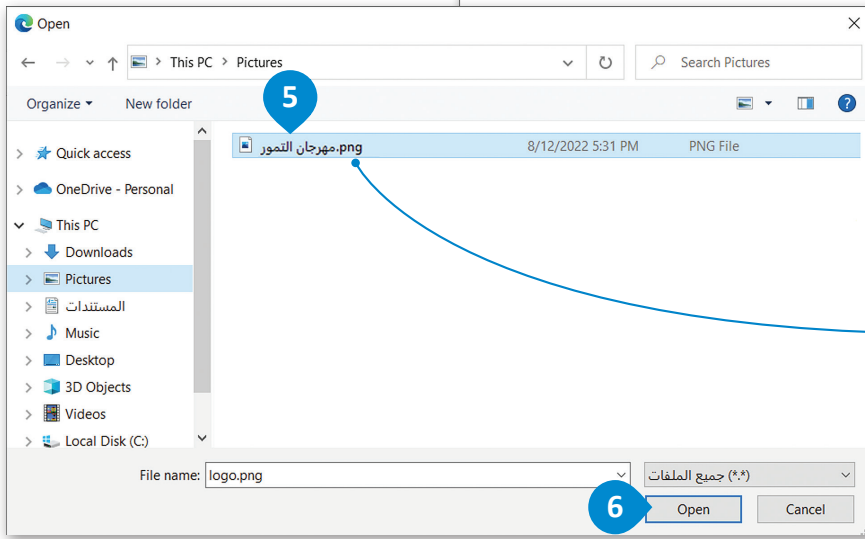 Open
This PC > Pictures
Search Pictures
Organize
New folder
5
مهرجان التمور.png
8/12/2022 5:31 PM
PNG File
Quick access
OneDrive - Personal
This PC
Downloads
Pictures
المستندات
Music
Desktop
3D Objects
Videos
Local Disk (C:)
File name: logo.png
جميع الملفات (*.*)
6
Open
Cancel